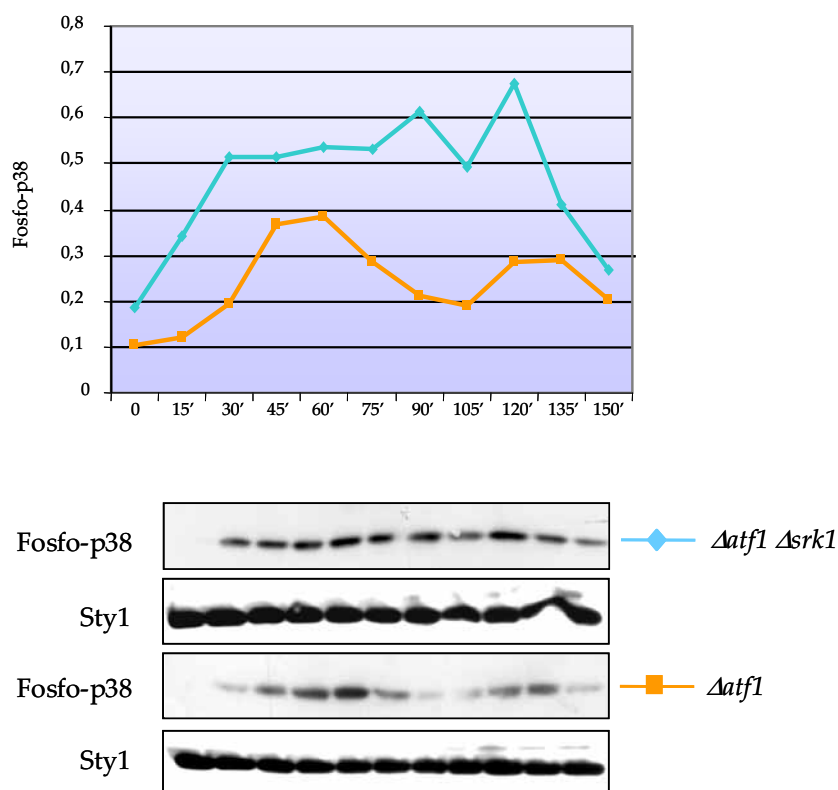 0,8
0,7
0,6
0,5
0,4
0,3
0,2
0,1
0
Fosfo-p38
0 15′ 30′ 45′ 60′ 75′ 90′ 105′ 120′ 135′ 150′
Fosfo-p38 Δatf1 Δsrk1
Sty1
Fosfo-p38 Δatf1
Sty1